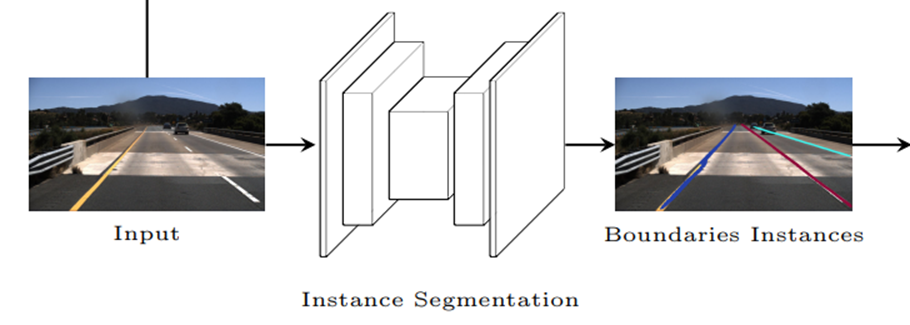 Input
Boundaries Instances
Instance Segmentation